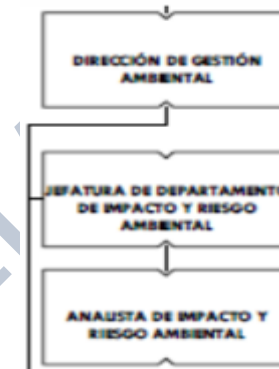 DIRECCIÓN DE GESTIÓN
AMBIENTAL
JEFATURA DE DEPARTAMENTO
DE IMPACTO Y RIESGO
AMBIENTAL
ANALISTA DE IMPACTO Y
RIESGO AMBIENTAL